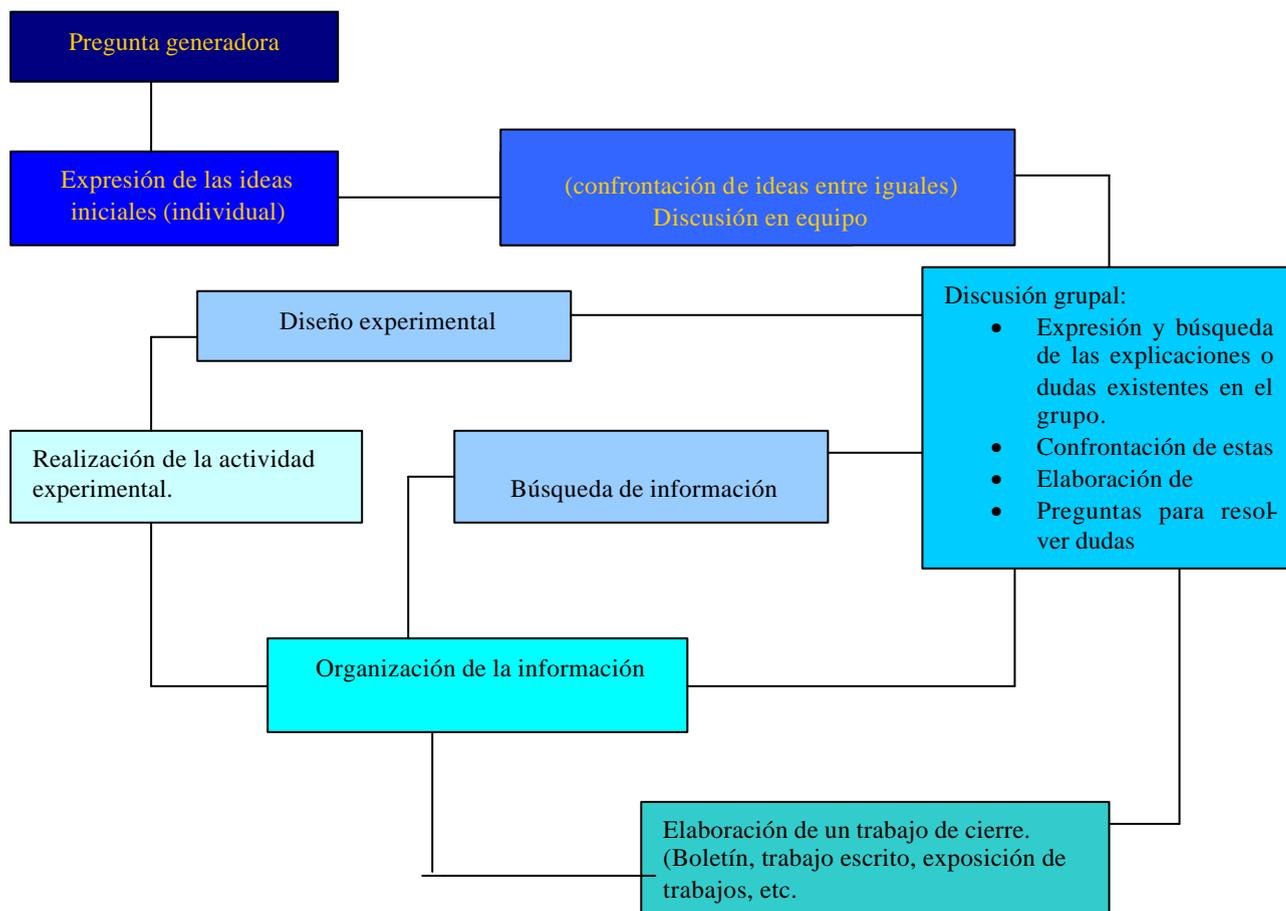 Pregunta generadora
Expresión de las ideas
iniciales (individual)
(confrontación de ideas entre iguales)
Discusión en equipo
Discusión grupal:
• Expresión y búsqueda
de las explicaciones o
dudas existentes en el
grupo.
• Confrontación de estas
• Elaboración de
• Preguntas para resol-
ver dudas
Diseño experimental
Realización de la actividad
experimental.
Búsqueda de información
Organización de la información
Elaboración de un trabajo de cierre.
(Boletín, trabajo escrito, exposición de
trabajos, etc.